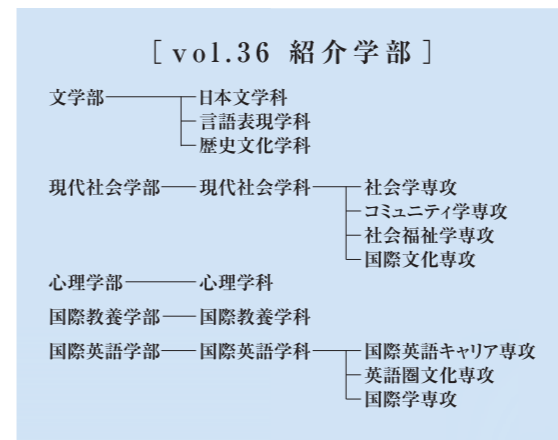 [ vol.36 紹介学部 ]
文学部 日本文学科
言語表現学科
歴史文化学科
現代社会学部 現代社会学科 社会学専攻
コミュニティ学専攻
社会福祉学専攻
国際文化専攻
心理学部 心理学科
国際教養学部 国際教養学科
国際英語学部 国際英語学科 国際英語キャリア専攻
英語圏文化専攻
国際学専攻